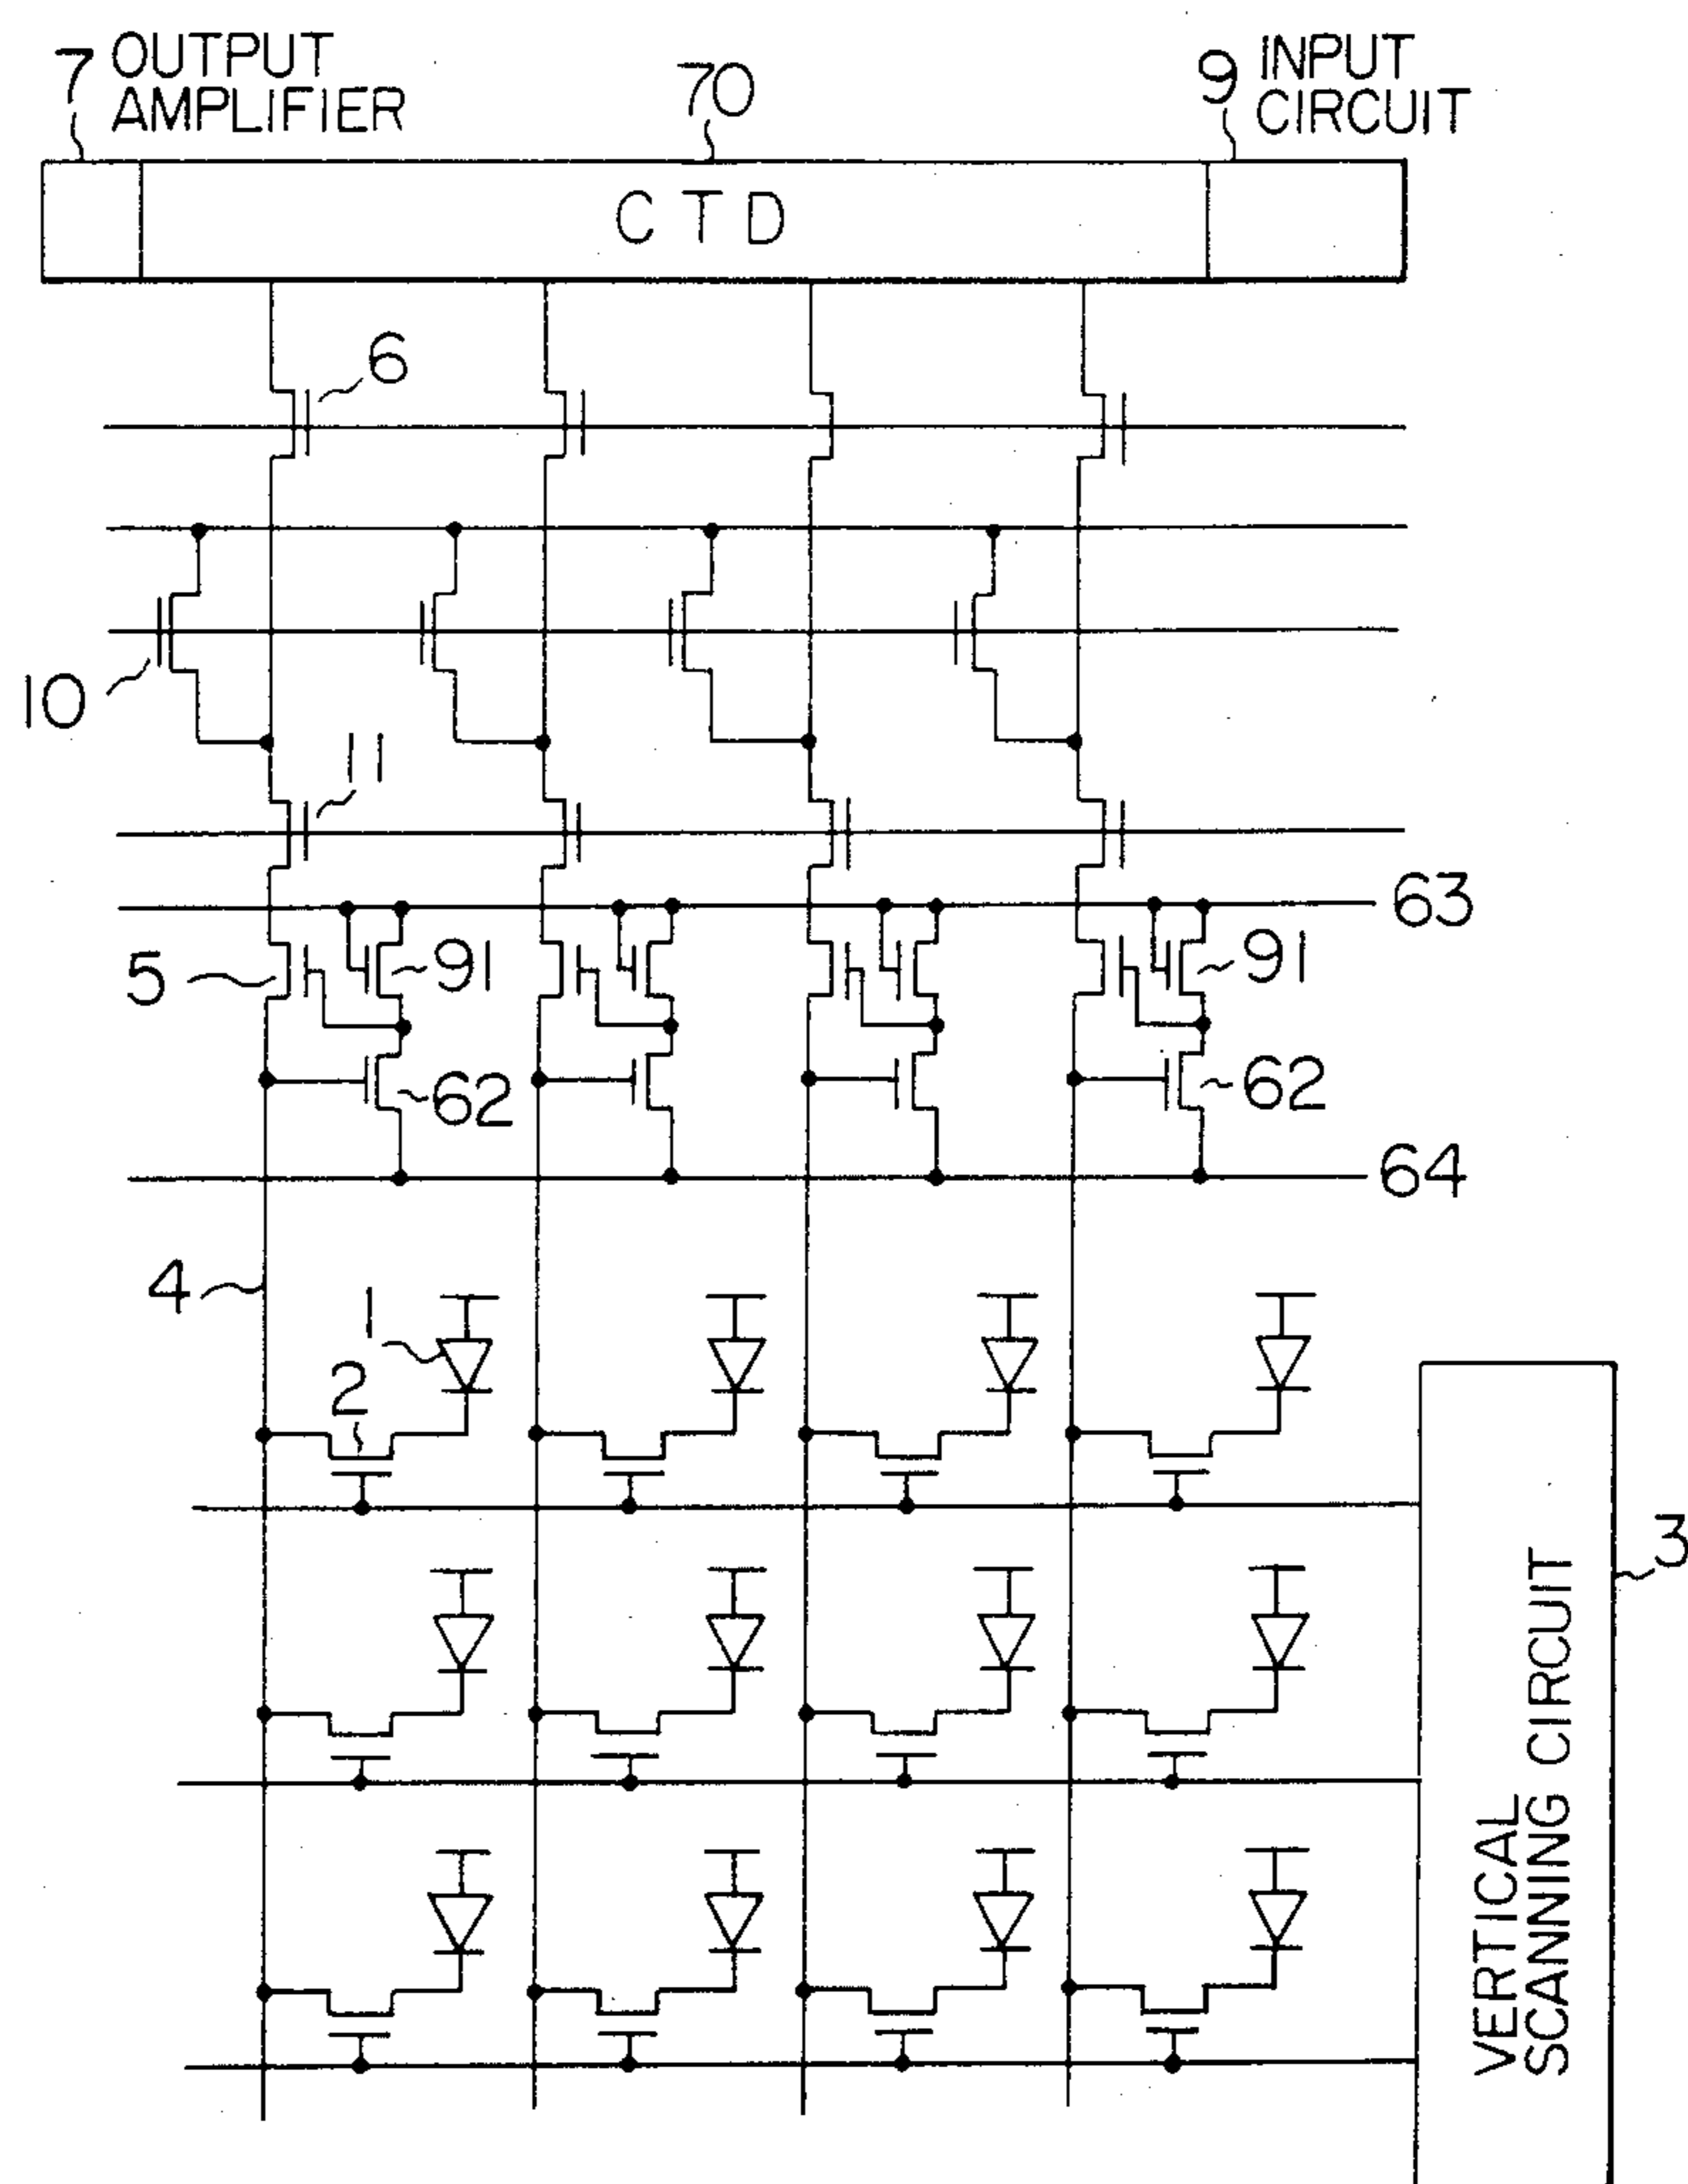 7 OUTPUT
AMPLIFIER
70
9 INPUT
CIRCUIT
CTD
6
10
11
63
5
91
91
62
62
64
4
1
2
3
VERTICAL
SCANNING CIRCUIT